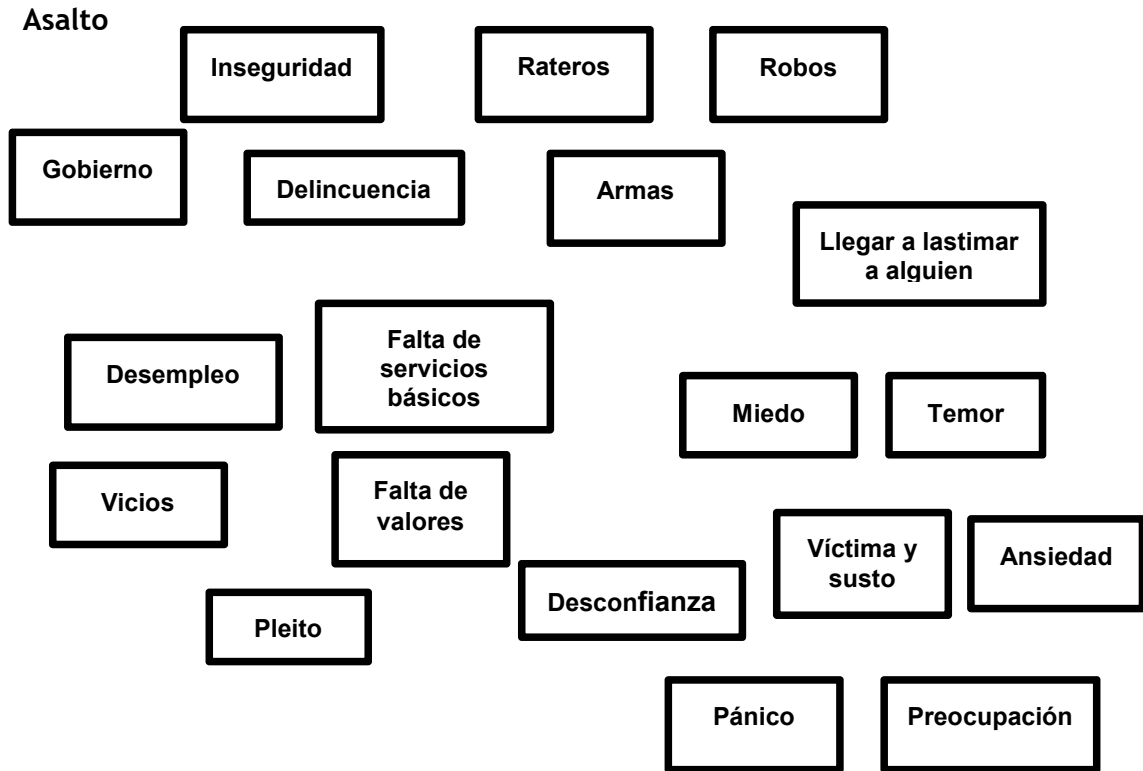 Asalto
Inseguridad
Rateros
Robos
Gobierno
Delincuencia
Armas
Llegar a lastimar
a alguien
Falta de
servicios
básicos
Desempleo
Miedo
Temor
Vicios
Falta de
valores
Víctima y
susto
Ansiedad
Desconfianza
Pleito
Pánico
Preocupación